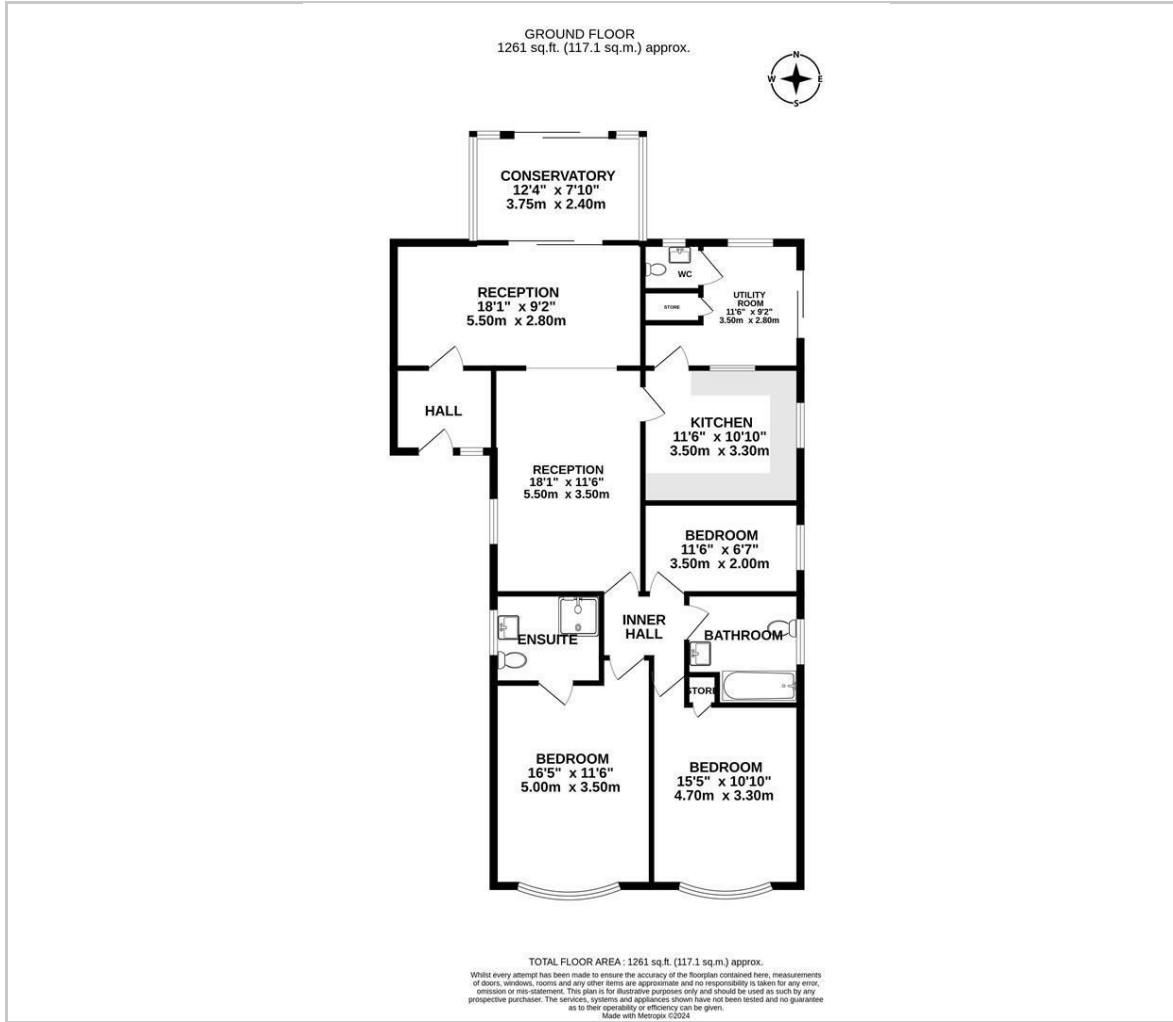 GROUND FLOOR
1261 sq.ft. (117.1 sq.m.) approx.
N
W E
S
CONSERVATORY
12'4" x 7'10"
3.75m x 2.40m
RECEPTION
18'1" x 9'2"
5.50m x 2.80m
WC
STORE
UTILITY
ROOM
11'6" x 9'2"
3.50m x 2.80m
HALL
KITCHEN
11'6" x 10'10"
3.50m x 3.30m
RECEPTION
18'1" x 11'6"
5.50m x 3.50m
BEDROOM
11'6" x 6'7"
3.50m x 2.00m
ENSUITE
INNER
HALL
BATHROOM
STORE
BEDROOM
16'5" x 11'6"
5.00m x 3.50m
BEDROOM
15'5" x 10'10"
4.70m x 3.30m
TOTAL FLOOR AREA : 1261 sq.ft. (117.1 sq.m.) approx.
Whilst every attempt has been made to ensure the accuracy of the floorplan contained here, measurements
of doors, windows, rooms and any other items are approximate and no responsibility is taken for any error,
omission or mis-statement. This plan is for illustrative purposes only and should be used as such by any
prospective purchaser. The services, systems and appliances shown have not been tested and no guarantee
as to their operability or efficiency can be given.
Made with Metropix ©2024